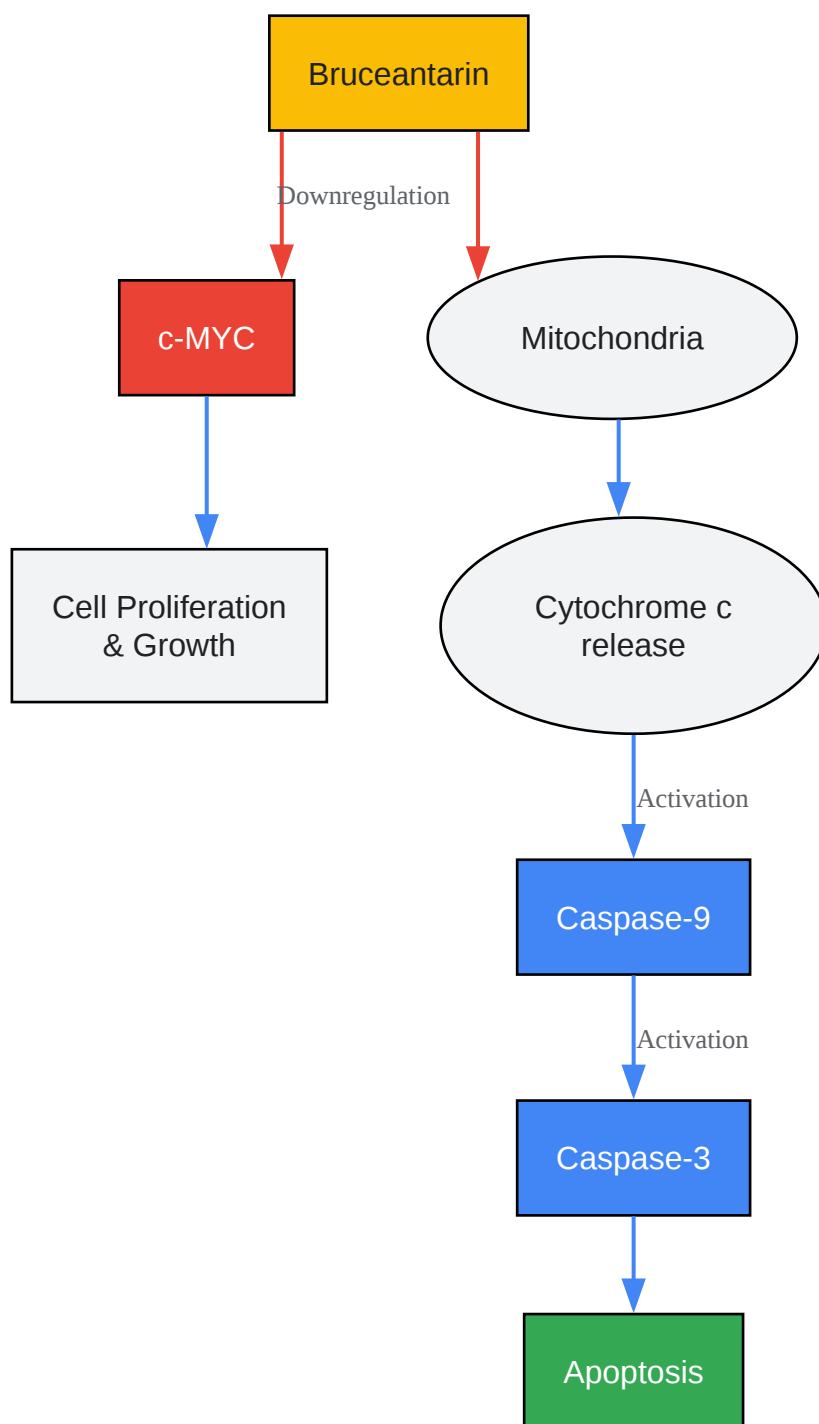 Bruceantarin
Downregulation
c-MYC
Mitochondria
Cell Proliferation
& Growth
Cytochrome c
release
Activation
Caspase-9
Activation
Caspase-3
Apoptosis